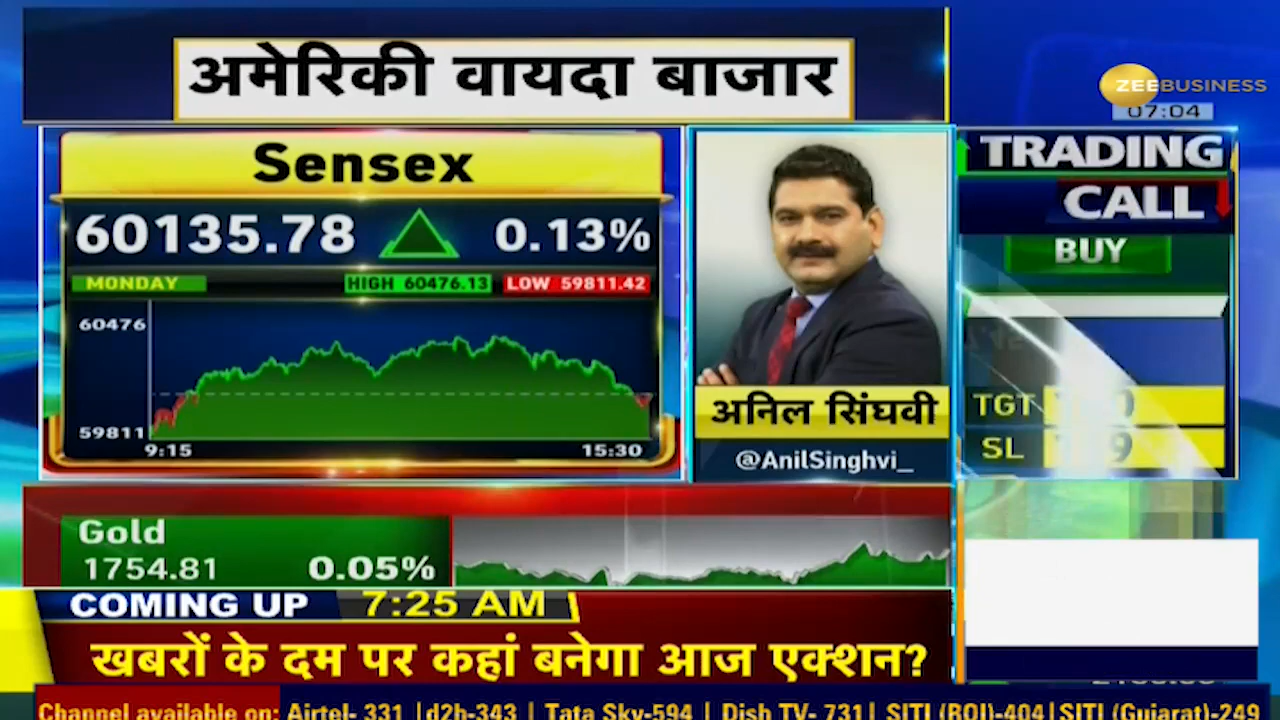 अमेरिकी वायदा बाजार
ZEEBUSINESS
07:04
Sensex
60135.78 0.13%
MONDAY HIGH 60476.13 LOW 59811.42
60476
59811
9:15 15:30
अनिल सिंघवी
@AnilSinghvi_
TRADING
CALL
BUY
TGT
SL
Gold
1754.81 0.05%
COMING UP 7:25 AM
खबरों के दम पर कहां बनेगा आज एक्शन?
Channel available on: Airtel- 331 |d2h-343 | Tata Sky-594 | Dish TV- 731| SITI (ROI)-404|SITI (Gujarat)-249